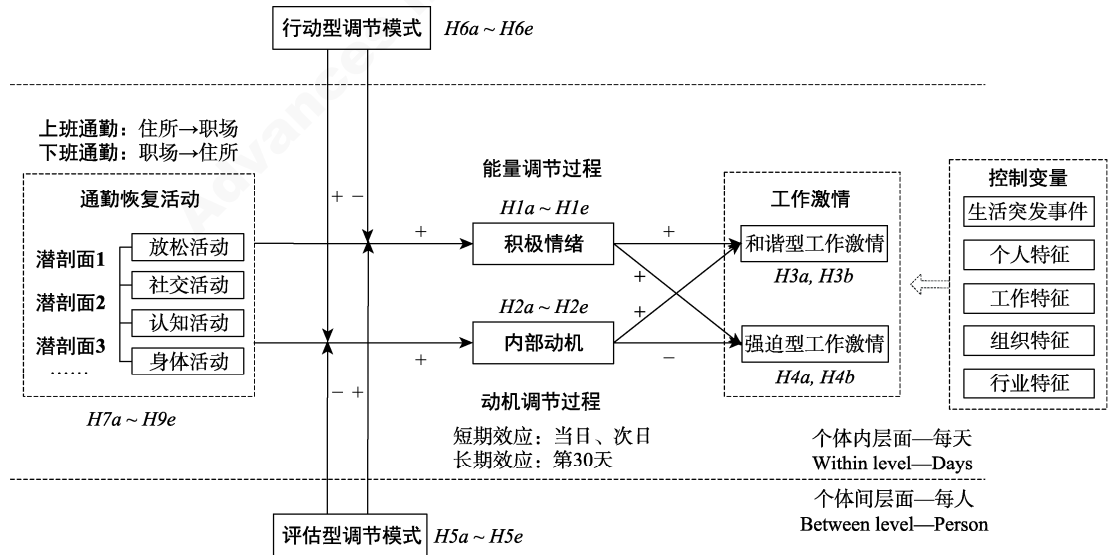 行动型调节模式
H6a ~ H6e
上班通勤：住所→职场
下班通勤：职场→住所
通勤恢复活动
潜剖面1
潜剖面2
潜剖面3
……
放松活动
社交活动
认知活动
身体活动
H7a ~ H9e
+ −
− +
+
+
能量调节过程
H1a ~ H1e
积极情绪
H2a ~ H2e
内部动机
动机调节过程
短期效应：当日、次日
长期效应：第30天
+
+
+
−
工作激情
和谐型工作激情
H3a, H3b
强迫型工作激情
H4a, H4b
控制变量
生活突发事件
个人特征
工作特征
组织特征
行业特征
个体内层面—每天
Within level—Days
个体间层面—每人
Between level—Person
评估型调节模式
H5a ~ H5e
Advance